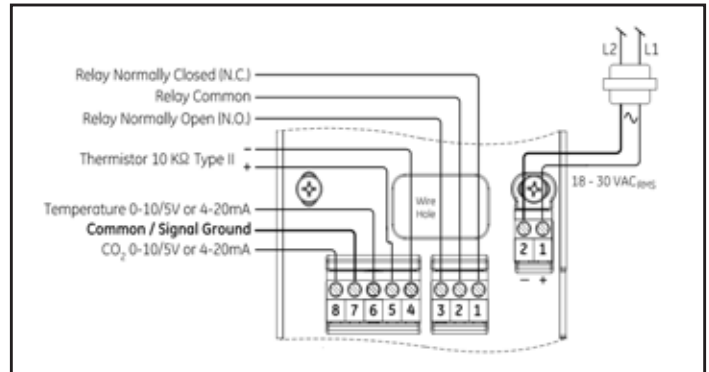 L2 L1
Relay Normally Closed (N.C.)
Relay Common
Relay Normally Open (N.O.)
Thermistor 10 KΩ Type II
−
+
18 - 30 VAC RMS
Wire
Hole
Temperature 0-10/5V or 4-20mA
Common / Signal Ground
CO₂ 0-10/5V or 4-20mA
2 1
− +
8 7 6 5 4 3 2 1